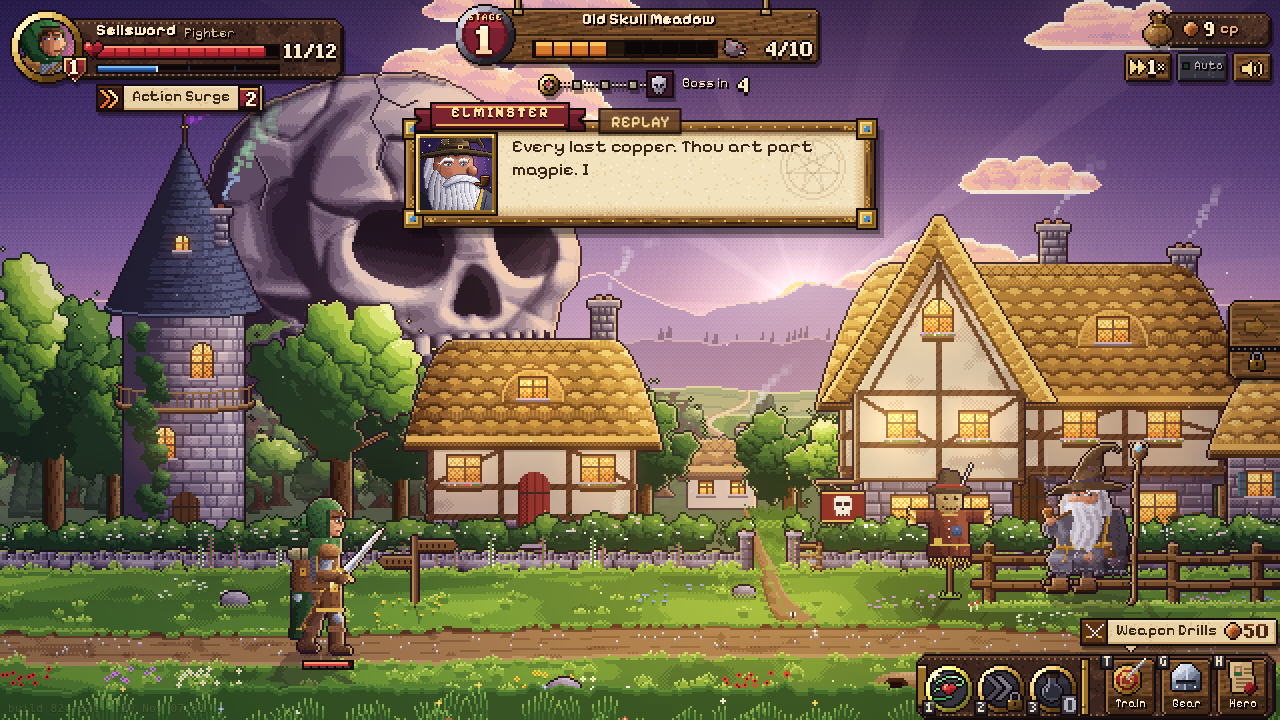 Sellsword Fighter
11/12
1
Action Surge 2
STAGE
1
Old Skull Meadow
4/10
Boss in 4
9 cp
1x
Auto
ELMINSTER
REPLAY
Every last copper. Thou art part
magpie. I
Weapon Drills 50
1
2
3
0
T
Train
G
Gear
H
Hero